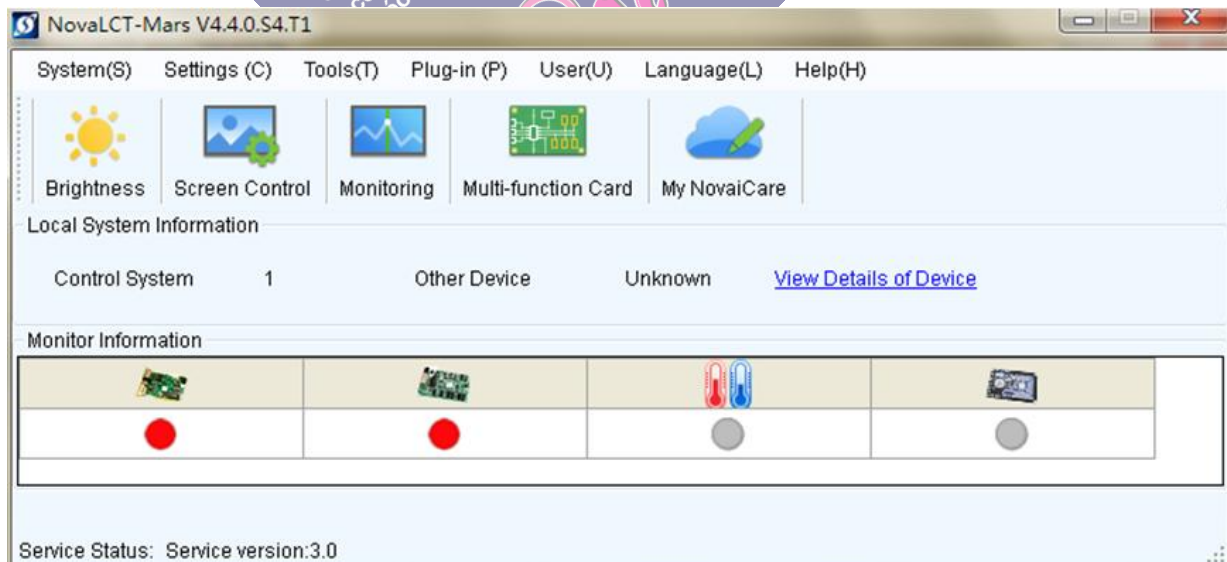 NovaLCT-Mars V4.4.0.S4.T1
System(S) Settings (C) Tools(T) Plug-in (P) User(U) Language(L) Help(H)
Brightness Screen Control Monitoring Multi-function Card My NovaiCare
Local System Information
Control System 1 Other Device Unknown View Details of Device
Monitor Information
Service Status: Service version:3.0